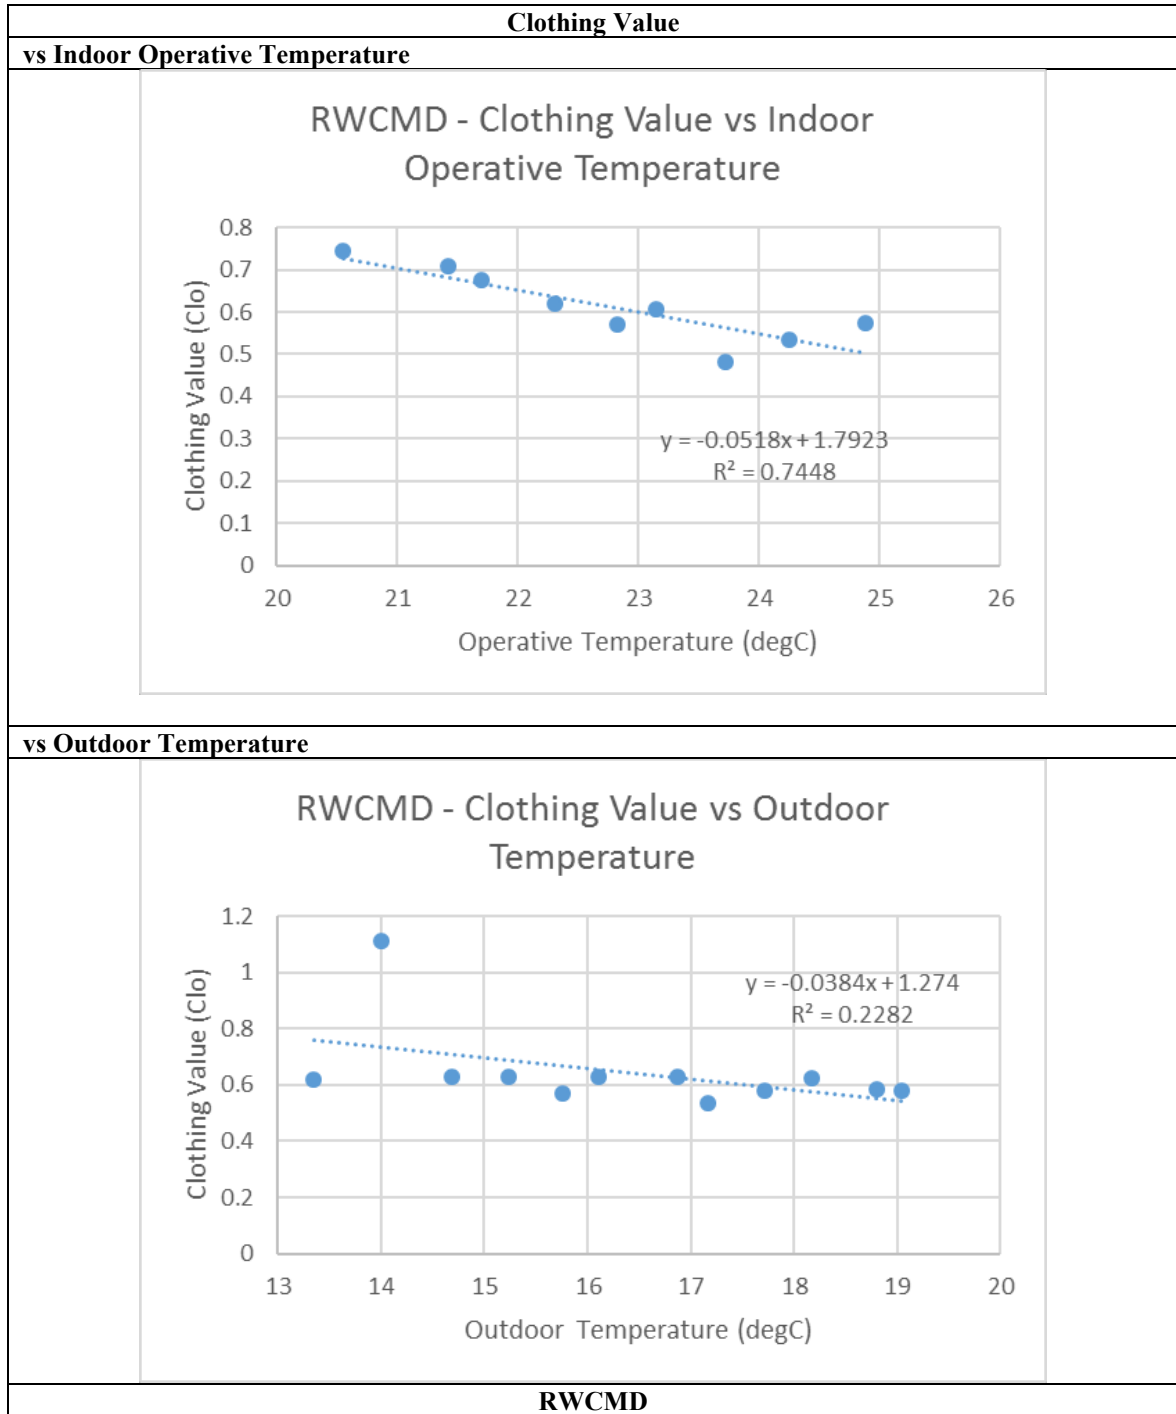 Clothing Value
vs Indoor Operative Temperature
RWCMD - Clothing Value vs Indoor
Operative Temperature
0.8
0.7
0.6
0.5
0.4
0.3
0.2
0.1
0
Clothing Value (Clo)
y = -0.0518x + 1.7923
R² = 0.7448
20 21 22 23 24 25 26
Operative Temperature (degC)
vs Outdoor Temperature
RWCMD - Clothing Value vs Outdoor
Temperature
1.2
1
0.8
0.6
0.4
0.2
0
Clothing Value (Clo)
y = -0.0384x + 1.274
R² = 0.2282
13 14 15 16 17 18 19 20
Outdoor Temperature (degC)
RWCMD